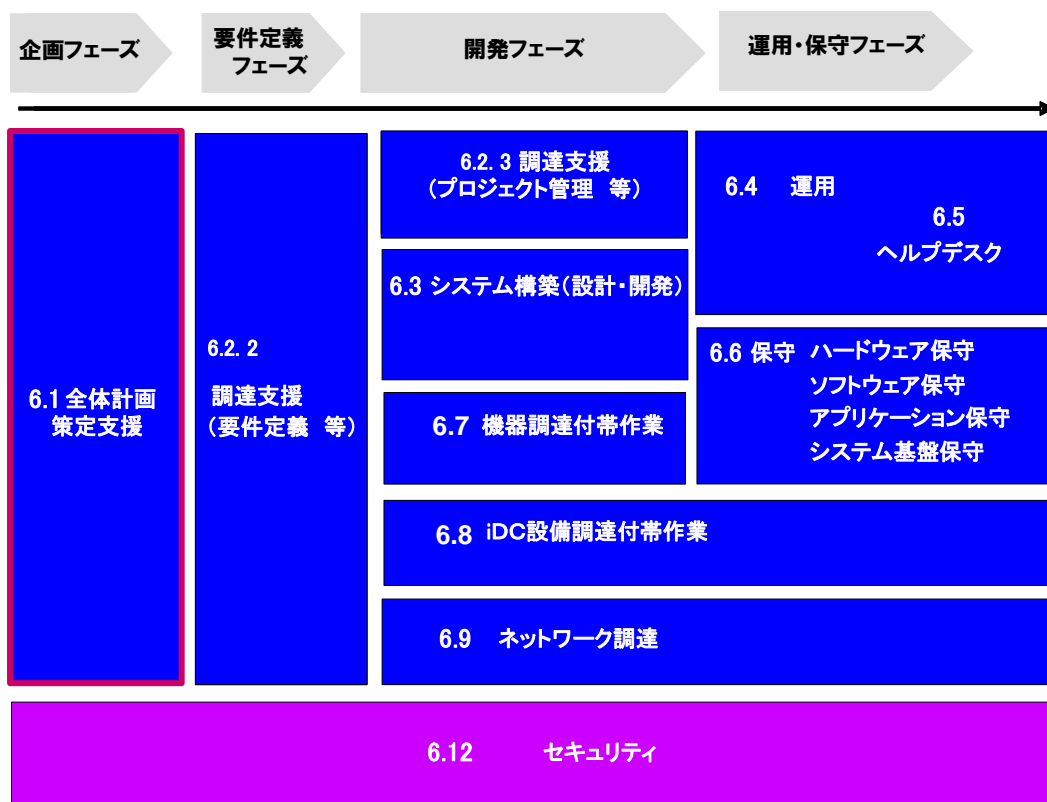 企画フェーズ
要件定義
フェーズ
開発フェーズ
運用・保守フェーズ
6.1 全体計画
策定支援
6.2. 2
調達支援
（要件定義　等）
6.2. 3 調達支援
（プロジェクト管理　等）
6.3 システム構築（設計・開発）
6.7 機器調達付帯作業
6.4　運用
6.5
ヘルプデスク
6.6 保守　ハードウェア保守
ソフトウェア保守
アプリケーション保守
システム基盤保守
6.8 iDC設備調達付帯作業
6.9　ネットワーク調達
6.12　セキュリティ